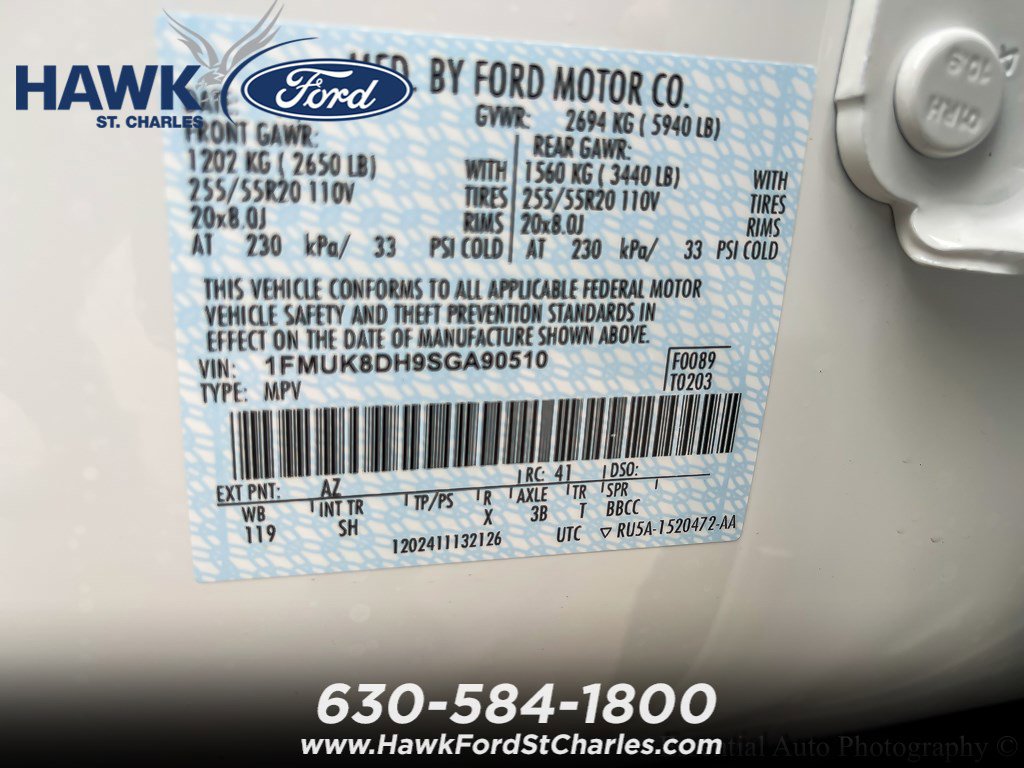 HAWK
ST. CHARLES
Ford
MFD. BY FORD MOTOR CO.
GVWR: 2694 KG ( 5940 LB)
FRONT GAWR:
REAR GAWR:
1202 KG ( 2650 LB) WITH 1560 KG ( 3440 LB) WITH
255/55R20 110V TIRES 255/55R20 110V TIRES
20x8.0J RIMS 20x8.0J RIMS
AT 230 kPa/ 33 PSI COLD AT 230 kPa/ 33 PSI COLD
THIS VEHICLE CONFORMS TO ALL APPLICABLE FEDERAL MOTOR
VEHICLE SAFETY AND THEFT PREVENTION STANDARDS IN
EFFECT ON THE DATE OF MANUFACTURE SHOWN ABOVE.
VIN: 1FMUK8DH9SGA90510 F0089
TYPE: MPV T0203
EXT PNT: AZ RC: 41 DSO:
WB INT TR TP/PS R AXLE TR SPR
119 SH X 3B T BBCC
1202411132126 UTC ▽ RU5A-1520472-AA
630-584-1800
www.HawkFordStCharles.com
Auto Photography ©